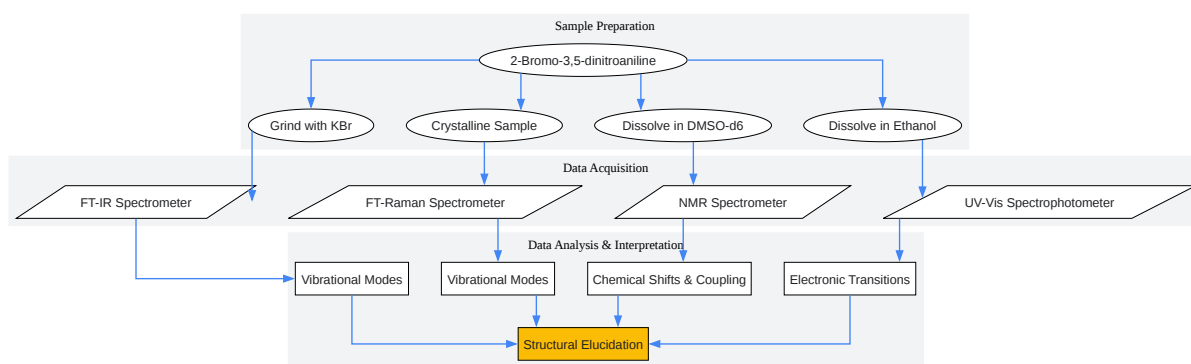 Sample Preparation
2-Bromo-3,5-dinitroaniline
Grind with KBr
Crystalline Sample
Dissolve in DMSO-d6
Dissolve in Ethanol
Data Acquisition
FT-IR Spectrometer
FT-Raman Spectrometer
NMR Spectrometer
UV-Vis Spectrophotometer
Data Analysis & Interpretation
Vibrational Modes
Vibrational Modes
Chemical Shifts & Coupling
Electronic Transitions
Structural Elucidation